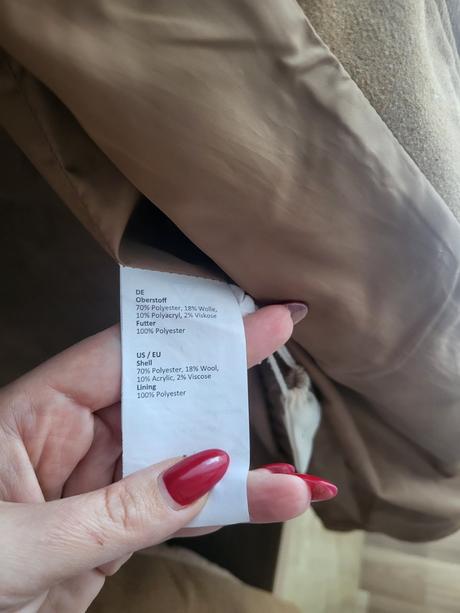 DE
Oberstoff
70% Polyester, 18% Wolle,
10% Polyacryl, 2% Viskose
Futter
100% Polyester
US / EU
Shell
70% Polyester, 18% Wool,
10% Acrylic, 2% Viscose
Lining
100% Polyester